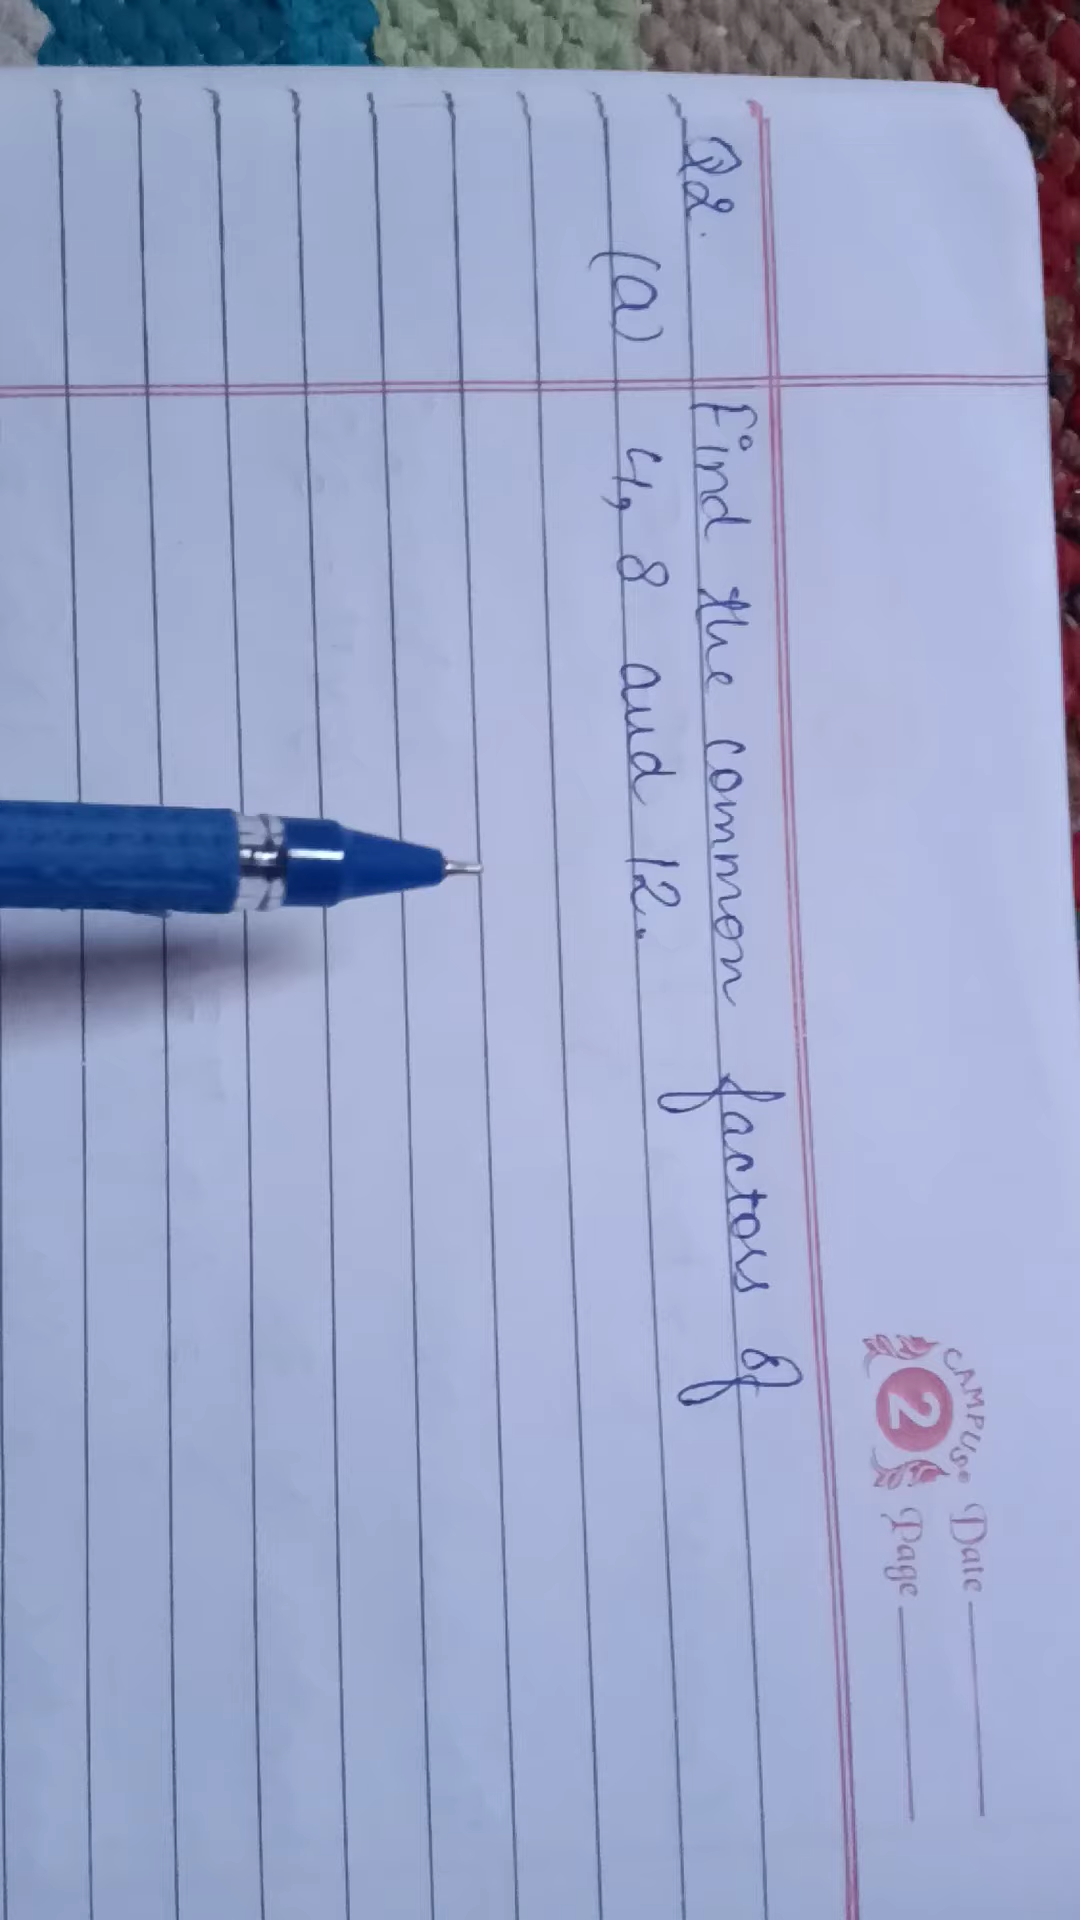 CAMPUS Date
2 Page
Q2. Find the common factors of
(a) 4, 8 and 12.